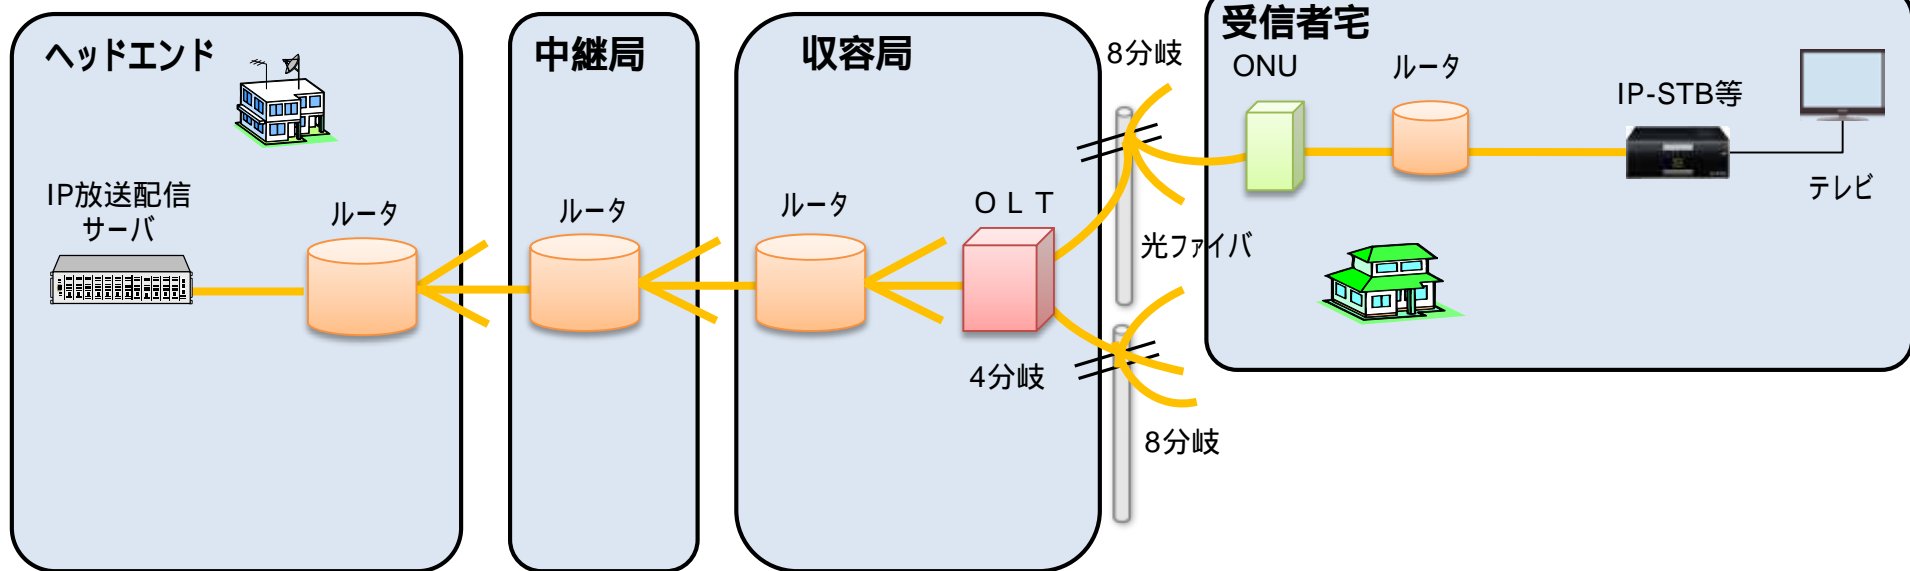 ヘッドエンド
IP放送配信
サーバ
ルータ
中継局
ルータ
収容局
ルータ
ＯＬＴ
4分岐
8分岐
光ファイバ
8分岐
受信者宅
ONU
ルータ
IP-STB等
テレビ